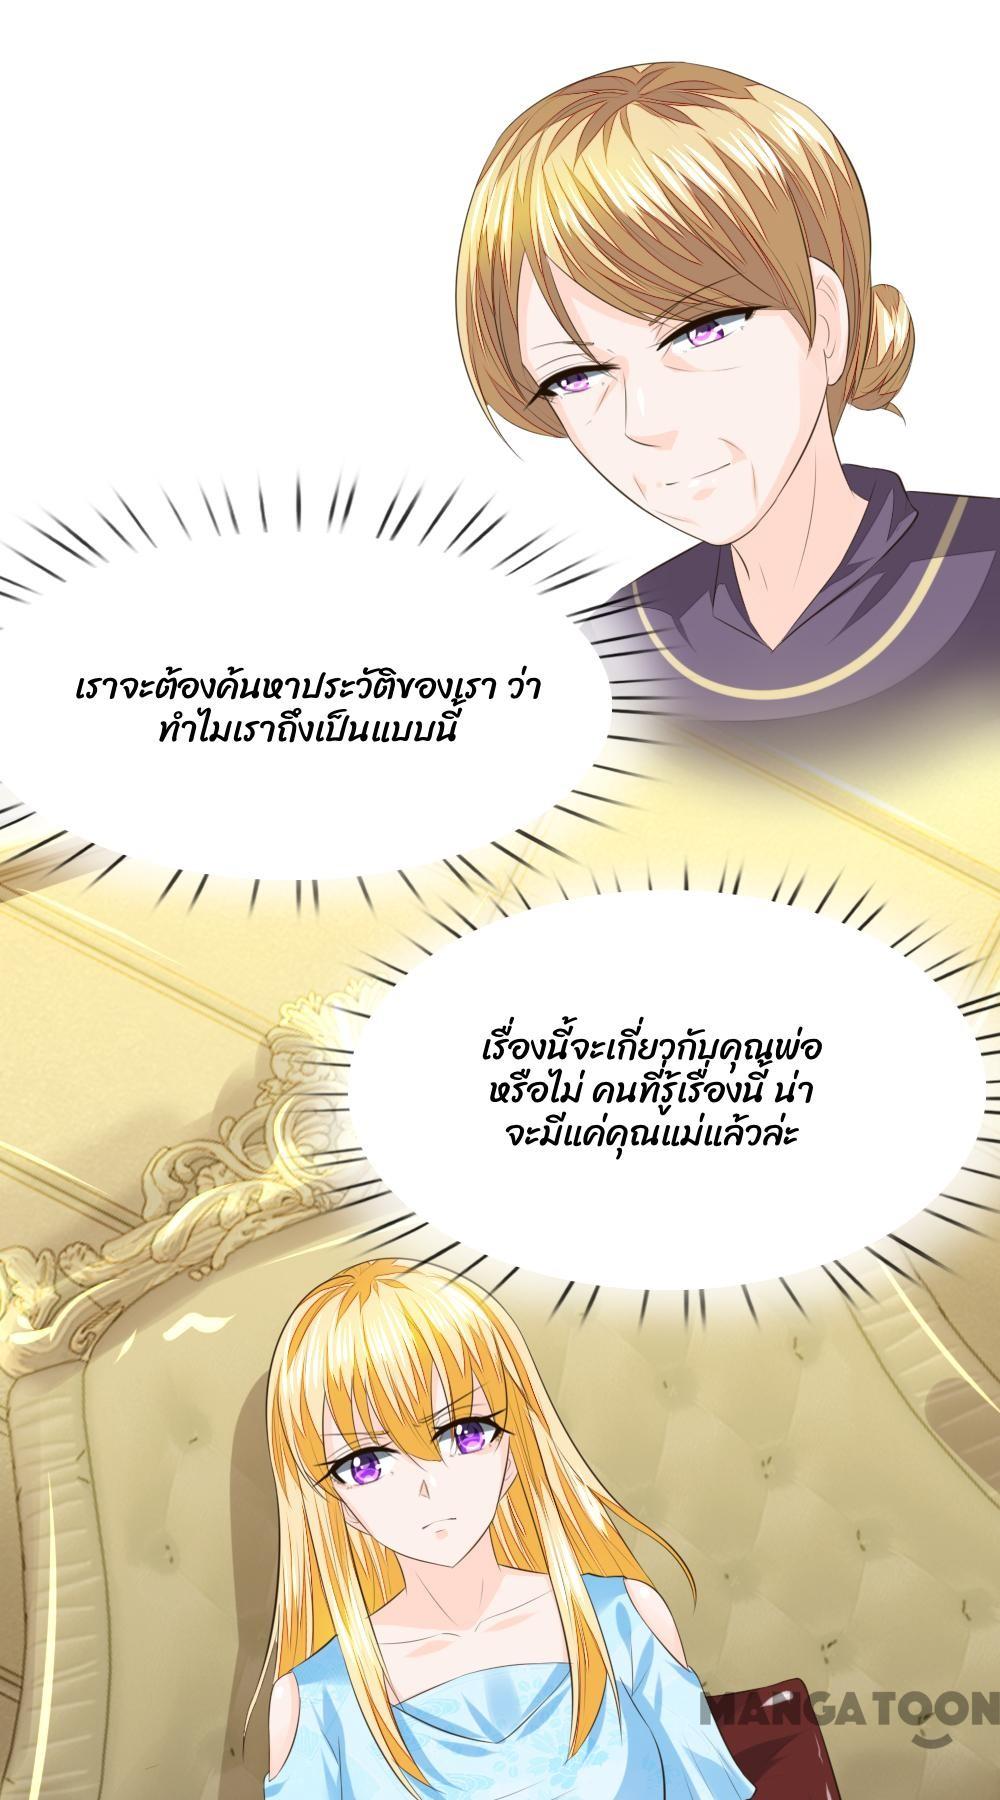 เราจะต้องค้นหาประวัติของเรา ว่า
ทำไมเราถึงเป็นแบบนี้
เรื่องนี้จะเกี่ยวกับคุณพ่อ
หรือไม่ คนที่รู้เรื่องนี้ น่า
จะมีแค่คุณแม่แล้วล่ะ
MANGATOON